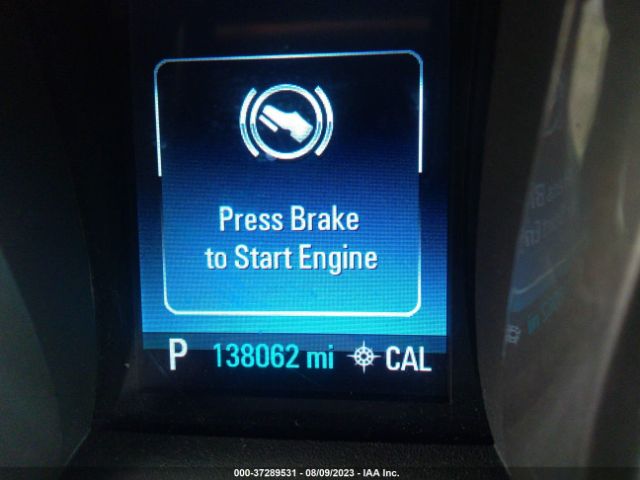 Press Brake
to Start Engine
P 138062 mi CAL
000-37289531 - 08/09/2023 - IAA Inc.